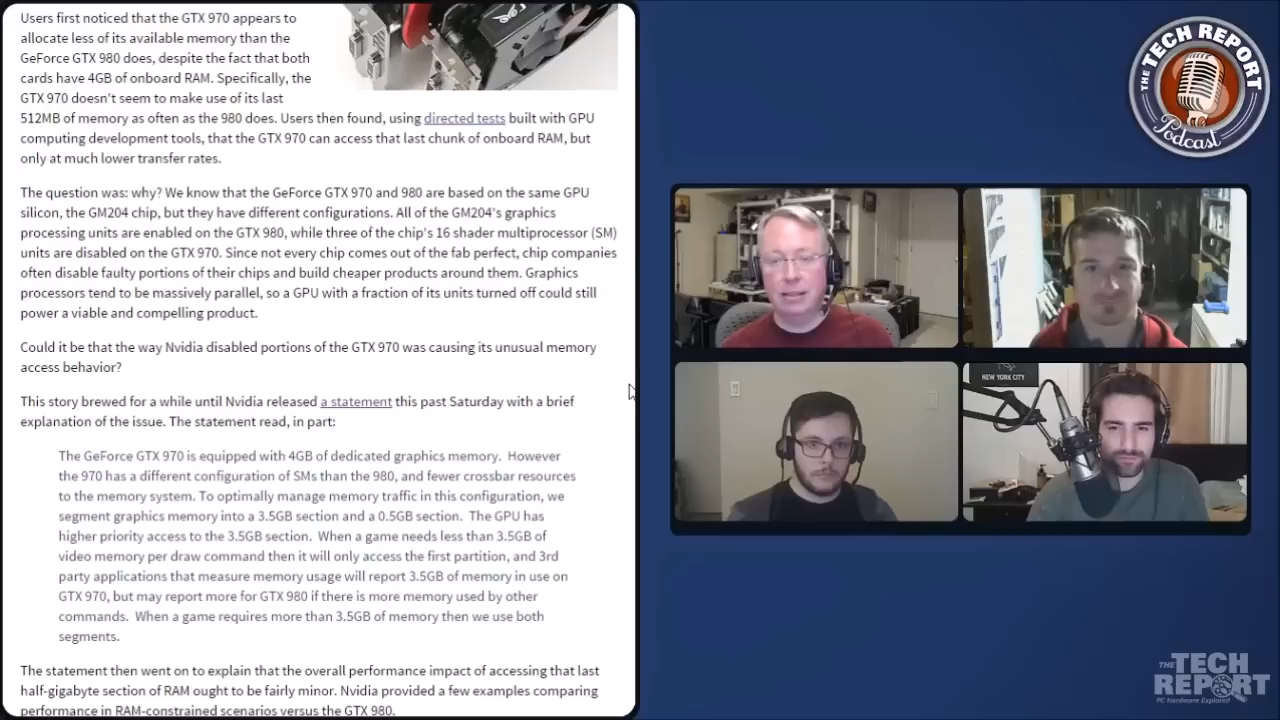 Users first noticed that the GTX 970 appears to
allocate less of its available memory than the
GeForce GTX 980 does, despite the fact that both
cards have 4GB of onboard RAM. Specifically, the
GTX 970 doesn't seem to make use of its last
512MB of memory as often as the 980 does. Users then found, using directed tests built with GPU
computing development tools, that the GTX 970 can access that last chunk of onboard RAM, but
only at much lower transfer rates.
The question was: why? We know that the GeForce GTX 970 and 980 are based on the same GPU
silicon, the GM204 chip, but they have different configurations. All of the GM204's graphics
processing units are enabled on the GTX 980, while three of the chip's 16 shader multiprocessor (SM)
units are disabled on the GTX 970. Since not every chip comes out of the fab perfect, chip companies
often disable faulty portions of their chips and build cheaper products around them. Graphics
processors tend to be massively parallel, so a GPU with a fraction of its units turned off could still
power a viable and compelling product.
Could it be that the way Nvidia disabled portions of the GTX 970 was causing its unusual memory
access behavior?
This story brewed for a while until Nvidia released a statement this past Saturday with a brief
explanation of the issue. The statement read, in part:
The GeForce GTX 970 is equipped with 4GB of dedicated graphics memory. However
the 970 has a different configuration of SMs than the 980, and fewer crossbar resources
to the memory system. To optimally manage memory traffic in this configuration, we
segment graphics memory into a 3.5GB section and a 0.5GB section. The GPU has
higher priority access to the 3.5GB section. When a game needs less than 3.5GB of
video memory per draw command then it will only access the first partition, and 3rd
party applications that measure memory usage will report 3.5GB of memory in use on
GTX 970, but may report more for GTX 980 if there is more memory used by other
commands. When a game requires more than 3.5GB of memory then we use both
segments.
The statement then went on to explain that the overall performance impact of accessing that last
half-gigabyte section of RAM ought to be fairly minor. Nvidia provided a few examples comparing
performance in RAM-constrained scenarios versus the GTX 980.
THE TECH REPORT
Podcast
NEW YORK CITY
THE TECH
REPORT
PC Hardware Explored